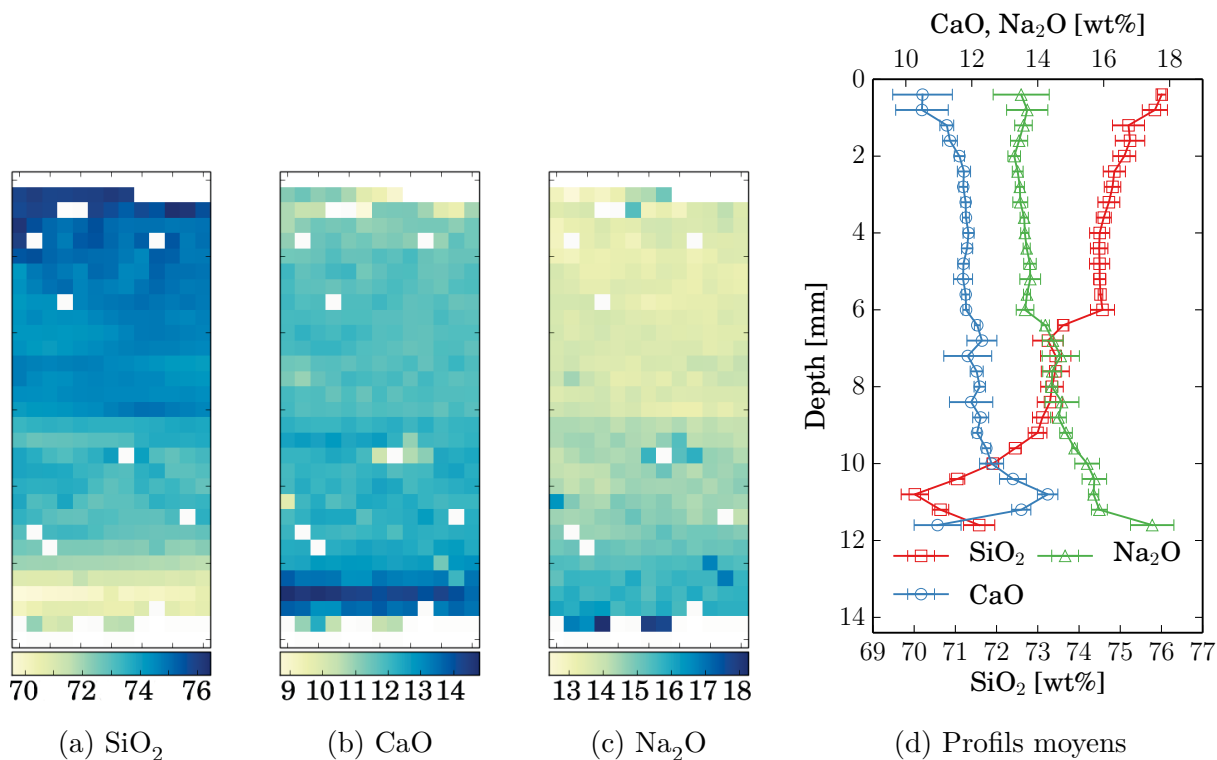 CaO, Na₂O [wt%]
10 12 14 16 18
0
2
4
6
8
10
12
14
Depth [mm]
SiO₂ Na₂O
CaO
69 70 71 72 73 74 75 76 77
SiO₂ [wt%]
70 72 74 76
9 10 11 12 13 14
13 14 15 16 17 18
(a) SiO₂
(b) CaO
(c) Na₂O
(d) Profils moyens